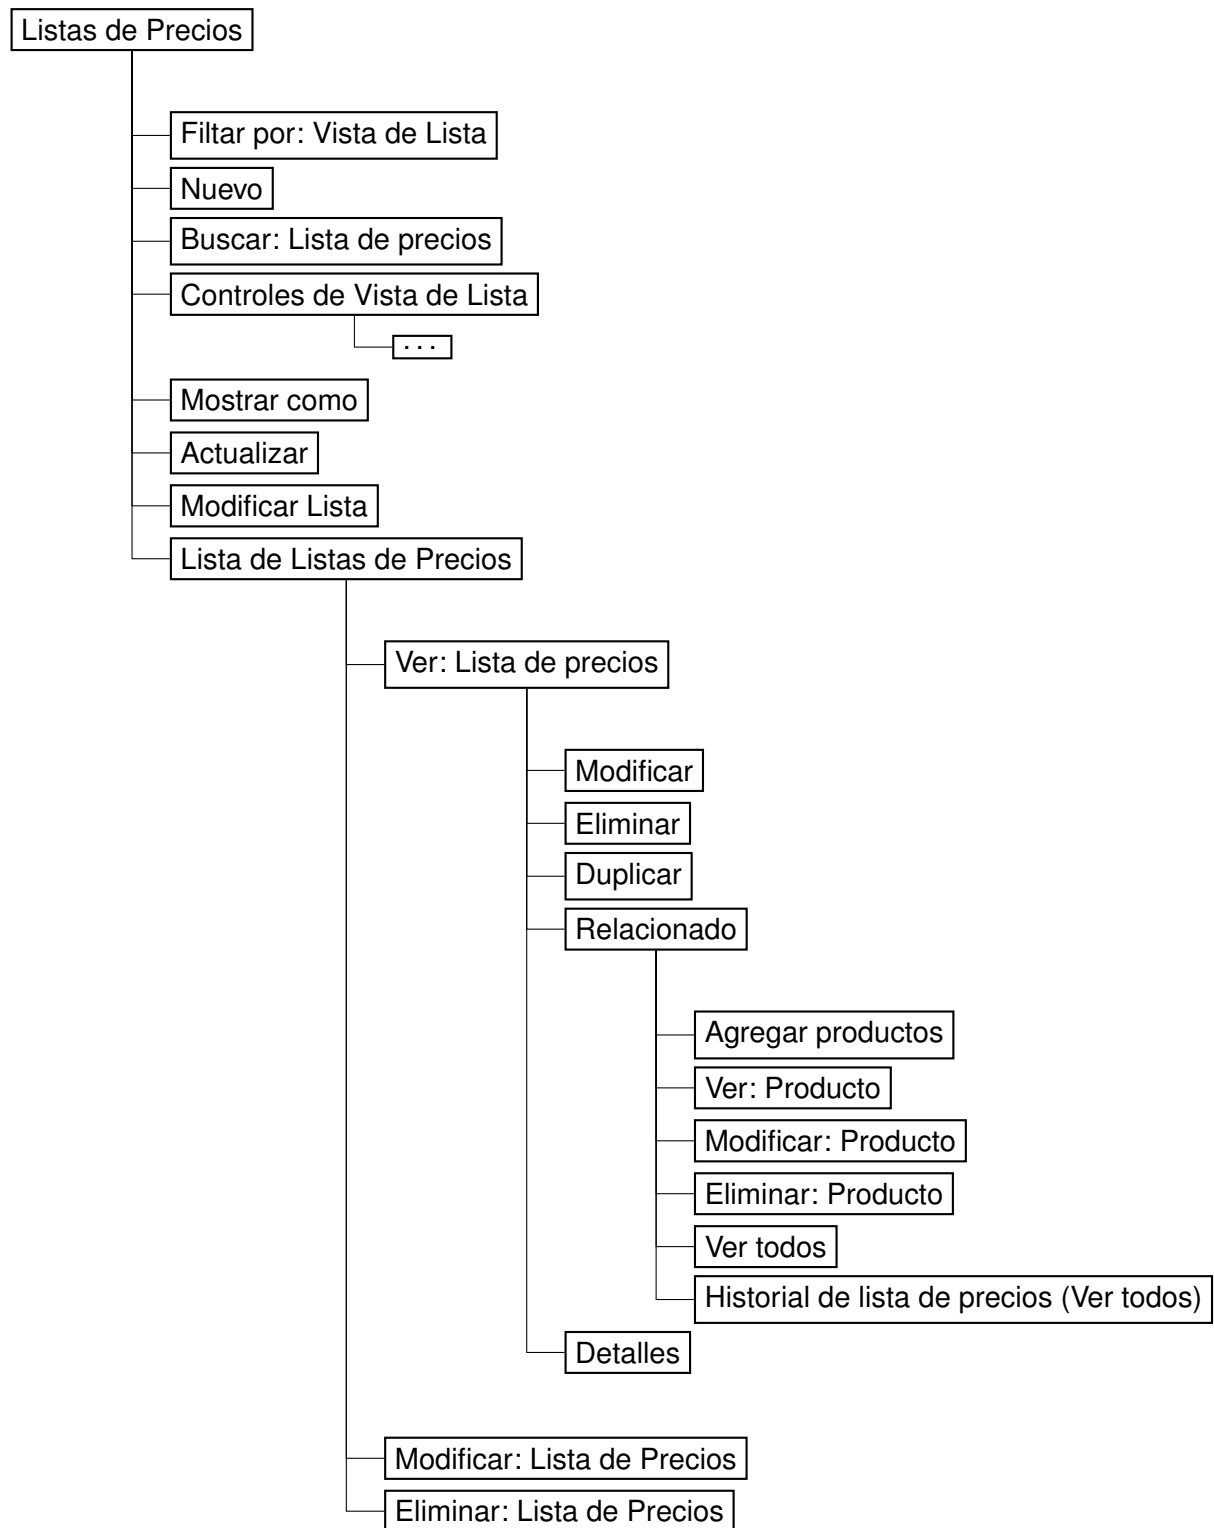 Listas de Precios
Filtar por: Vista de Lista
Nuevo
Buscar: Lista de precios
Controles de Vista de Lista
...
Mostrar como
Actualizar
Modificar Lista
Lista de Listas de Precios
Ver: Lista de precios
Modificar
Eliminar
Duplicar
Relacionado
Agregar productos
Ver: Producto
Modificar: Producto
Eliminar: Producto
Ver todos
Historial de lista de precios (Ver todos)
Detalles
Modificar: Lista de Precios
Eliminar: Lista de Precios